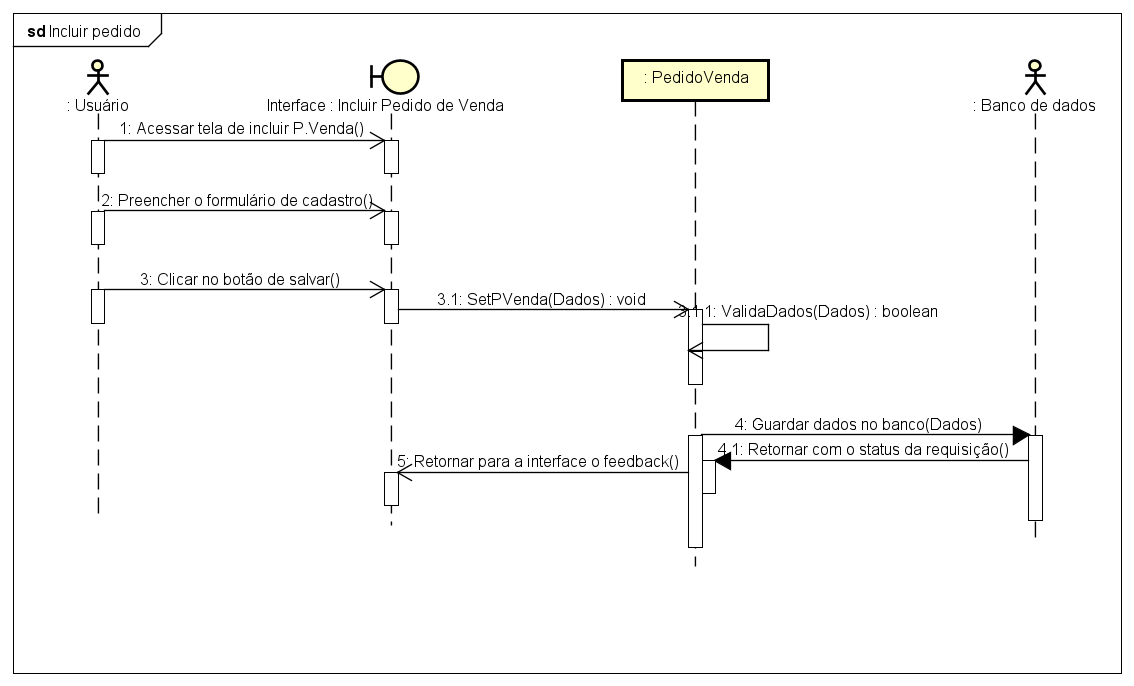 sd Incluir pedido
: Usuário
Interface : Incluir Pedido de Venda
: PedidoVenda
: Banco de dados
1: Acessar tela de incluir P.Venda()
2: Preencher o formulário de cadastro()
3: Clicar no botão de salvar()
3.1: SetPVenda(Dados) : void
3.1.1: ValidaDados(Dados) : boolean
4: Guardar dados no banco(Dados)
4.1: Retornar com o status da requisição()
5: Retornar para a interface o feedback()